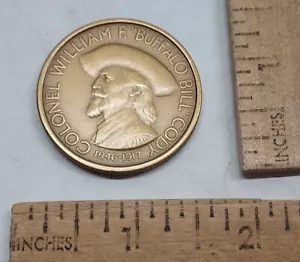 COLONEL WILLIAM F. "BUFFALO BILL" CODY
1846-1917
INCHES
INCHES 1 2